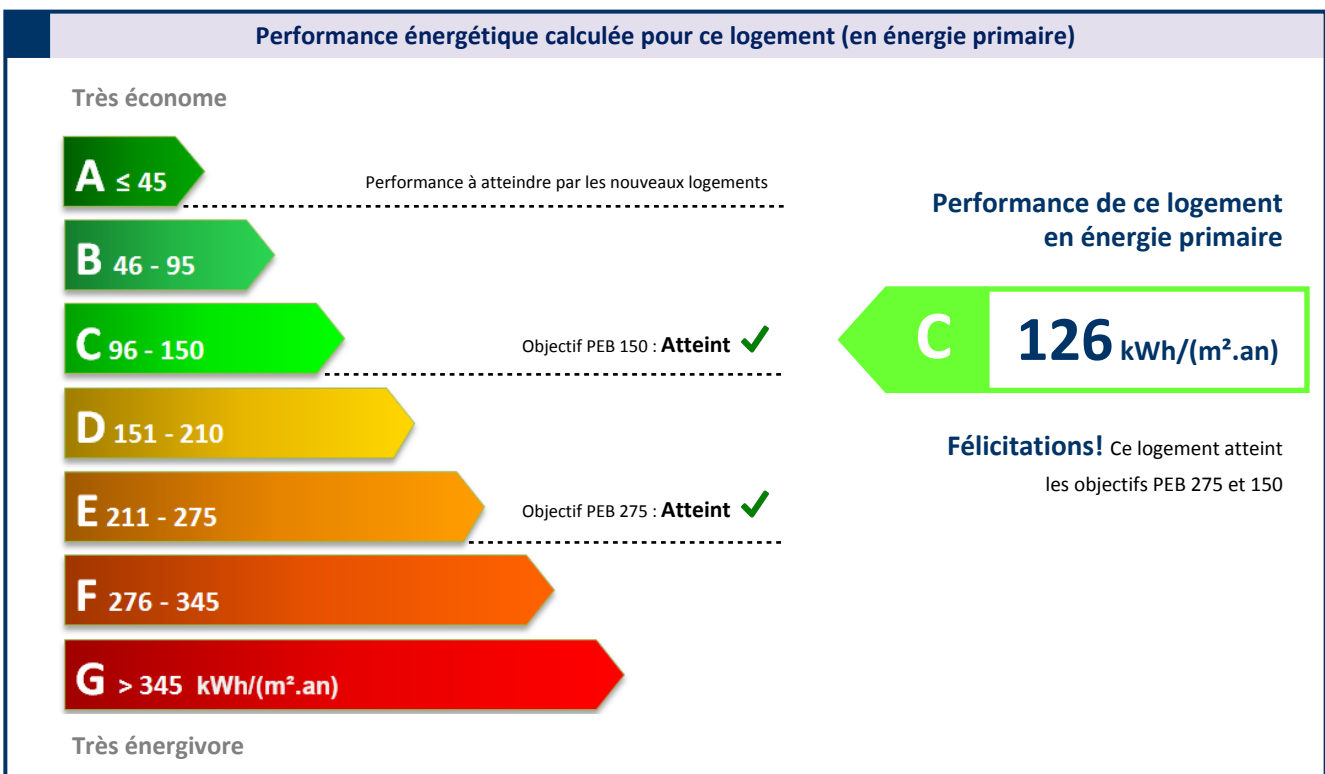 Performance énergétique calculée pour ce logement (en énergie primaire)
Très économe
A ≤ 45
Performance à atteindre par les nouveaux logements
B 46 - 95
C 96 - 150
Objectif PEB 150 : Atteint ✓
D 151 - 210
E 211 - 275
Objectif PEB 275 : Atteint ✓
F 276 - 345
G > 345 kWh/(m².an)
Très énergivore
Performance de ce logement
en énergie primaire
C 126 kWh/(m².an)
Félicitations! Ce logement atteint
les objectifs PEB 275 et 150